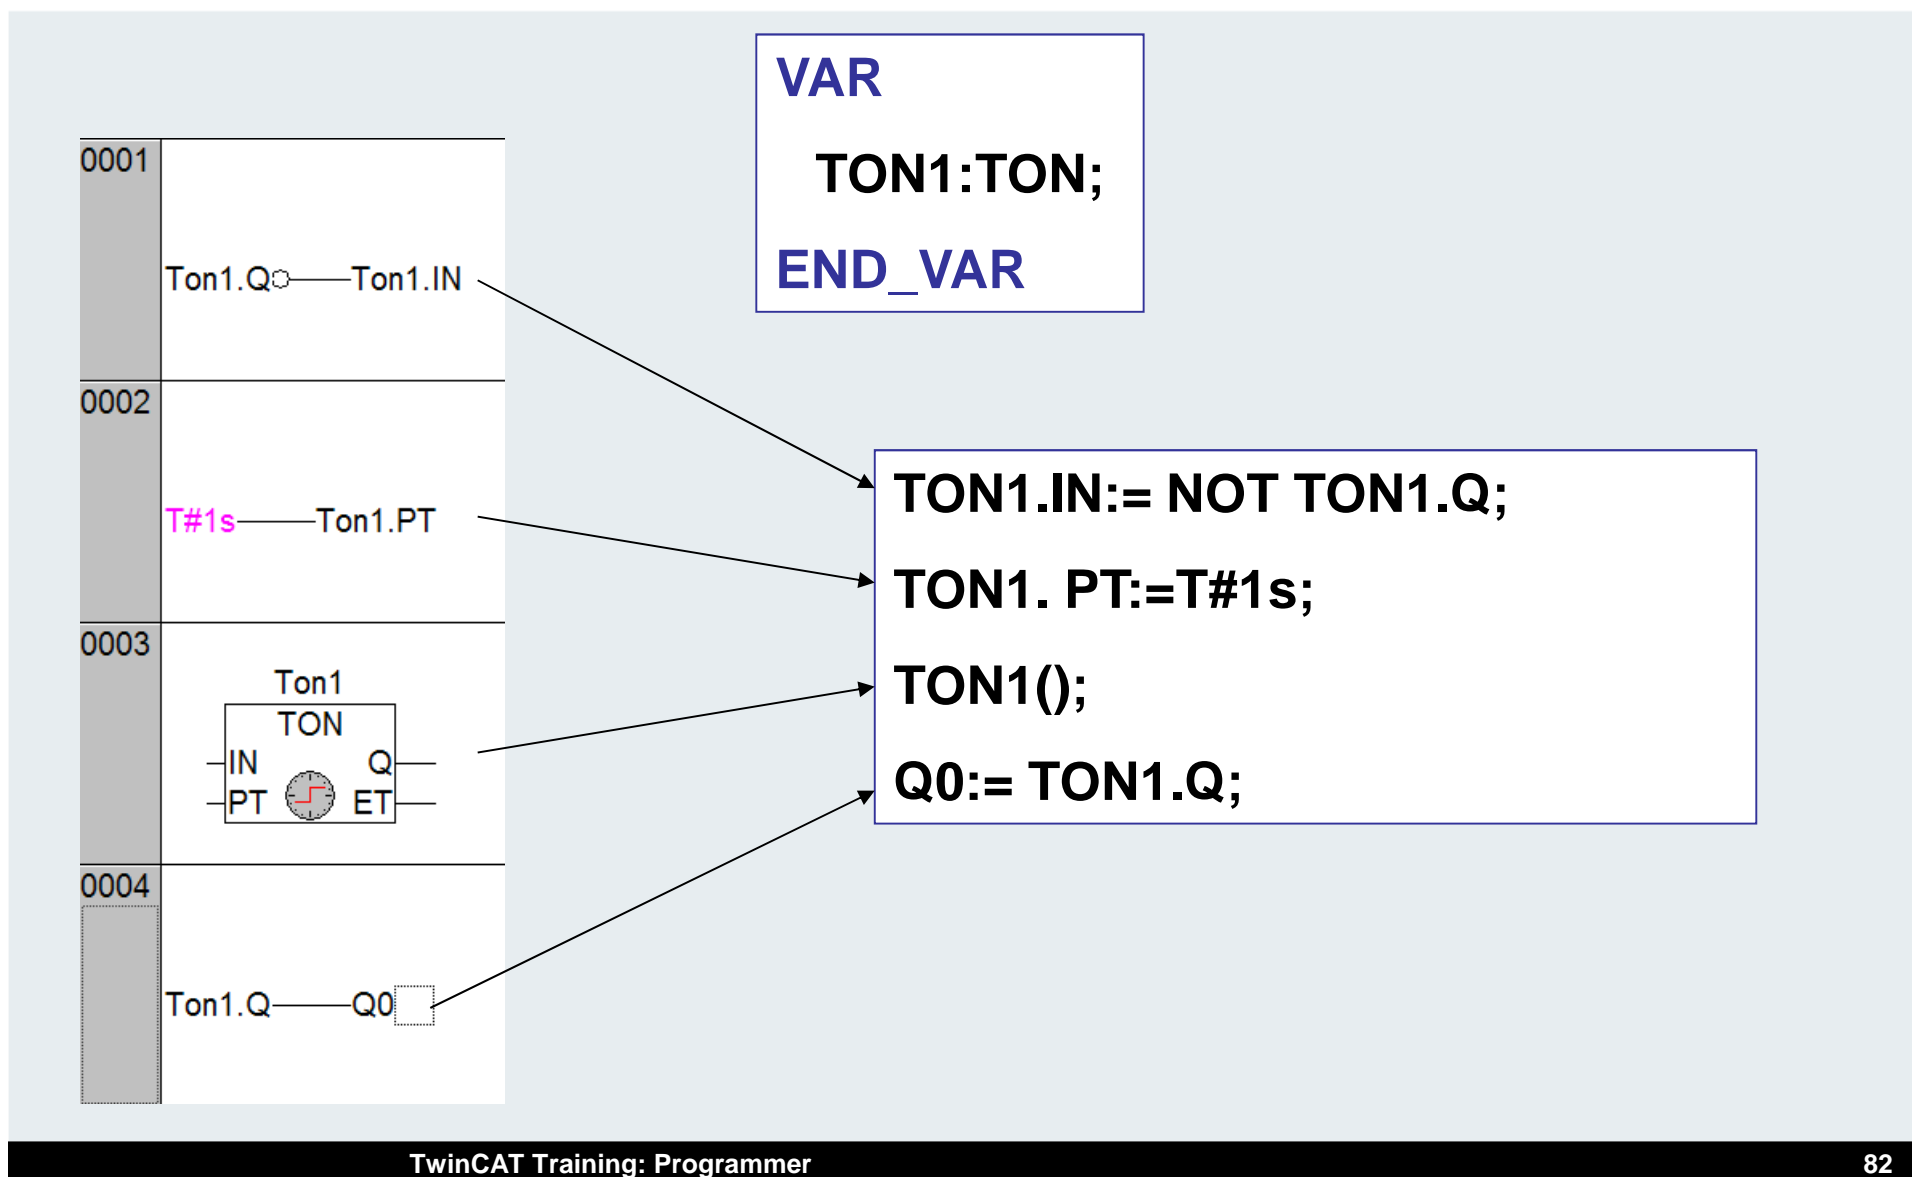 VAR
TON1:TON;
END_VAR
0001
Ton1.Q Ton1.IN
0002
T#1s Ton1.PT
0003
Ton1
TON
IN Q
PT ET
0004
Ton1.Q Q0
TON1.IN:= NOT TON1.Q;
TON1. PT:=T#1s;
TON1();
Q0:= TON1.Q;
TwinCAT Training: Programmer 82